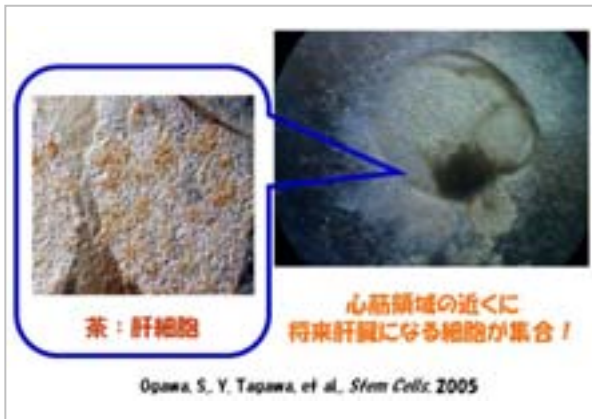 茶：肝細胞
心筋領域の近くに
将来肝臓になる細胞が集合！
Ogawa, S., Y. Tagawa, et al., Stem Cells. 2005